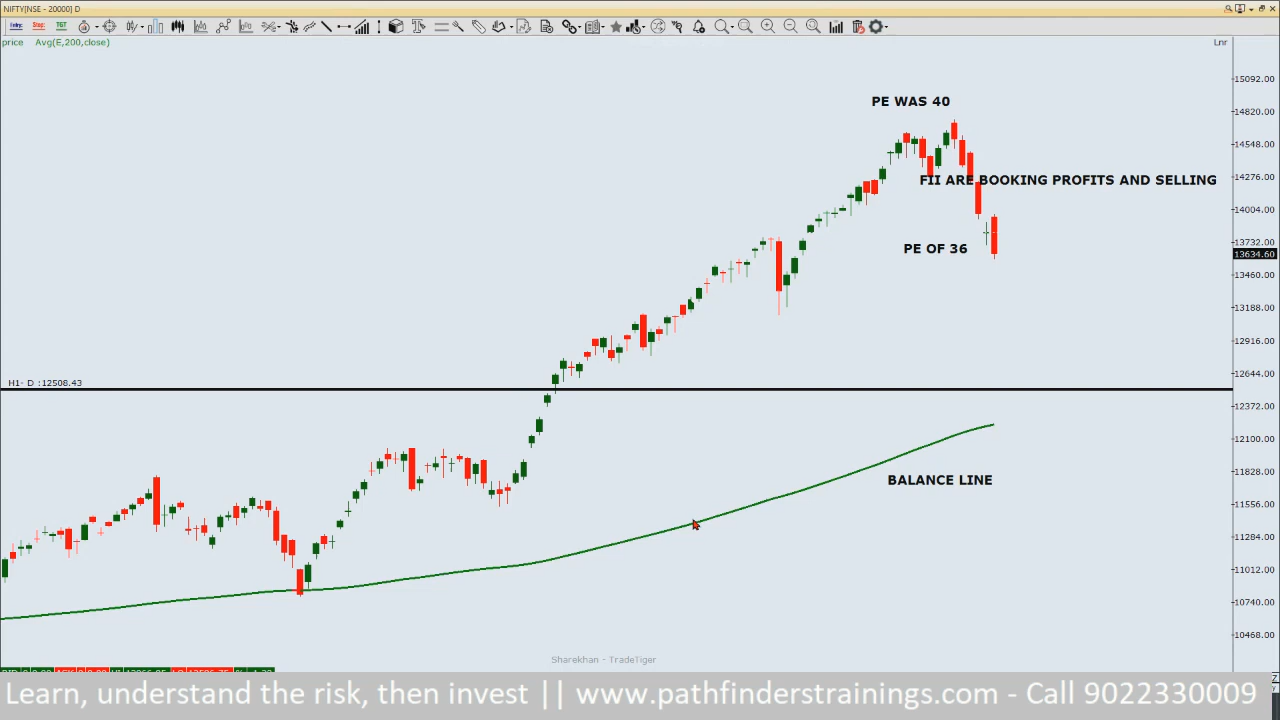 NIFTY[NSE - 20000] D
price Avg(E,200,close)
Lnr
15092.00
PE WAS 40
14820.00
14548.00
14276.00
FII ARE BOOKING PROFITS AND SELLING
14004.00
13732.00
PE OF 36
13634.60
13460.00
13188.00
12916.00
12644.00
H1- D :12508.43
12372.00
12100.00
11828.00
BALANCE LINE
11556.00
11284.00
11012.00
10740.00
10468.00
Sharekhan - TradeTiger
Learn, understand the risk, then invest || www.pathfinderstrainings.com - Call 9022330009